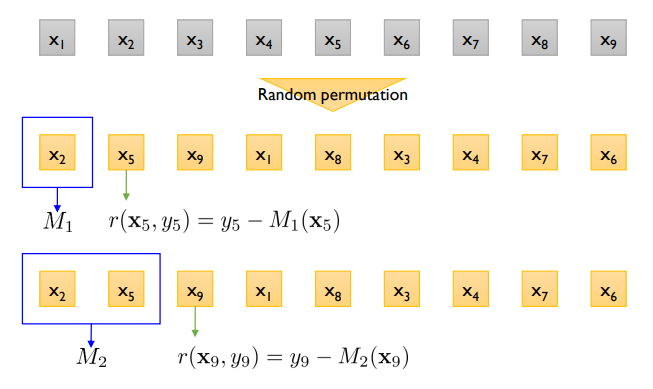 x₁ x₂ x₃ x₄ x₅ x₆ x₇ x₈ x₉
Random permutation
x₂ x₅ x₉ x₁ x₈ x₃ x₄ x₇ x₆
M₁ r(x₅, y₅) = y₅ − M₁(x₅)
x₂ x₅ x₉ x₁ x₈ x₃ x₄ x₇ x₆
M₂ r(x₉, y₉) = y₉ − M₂(x₉)